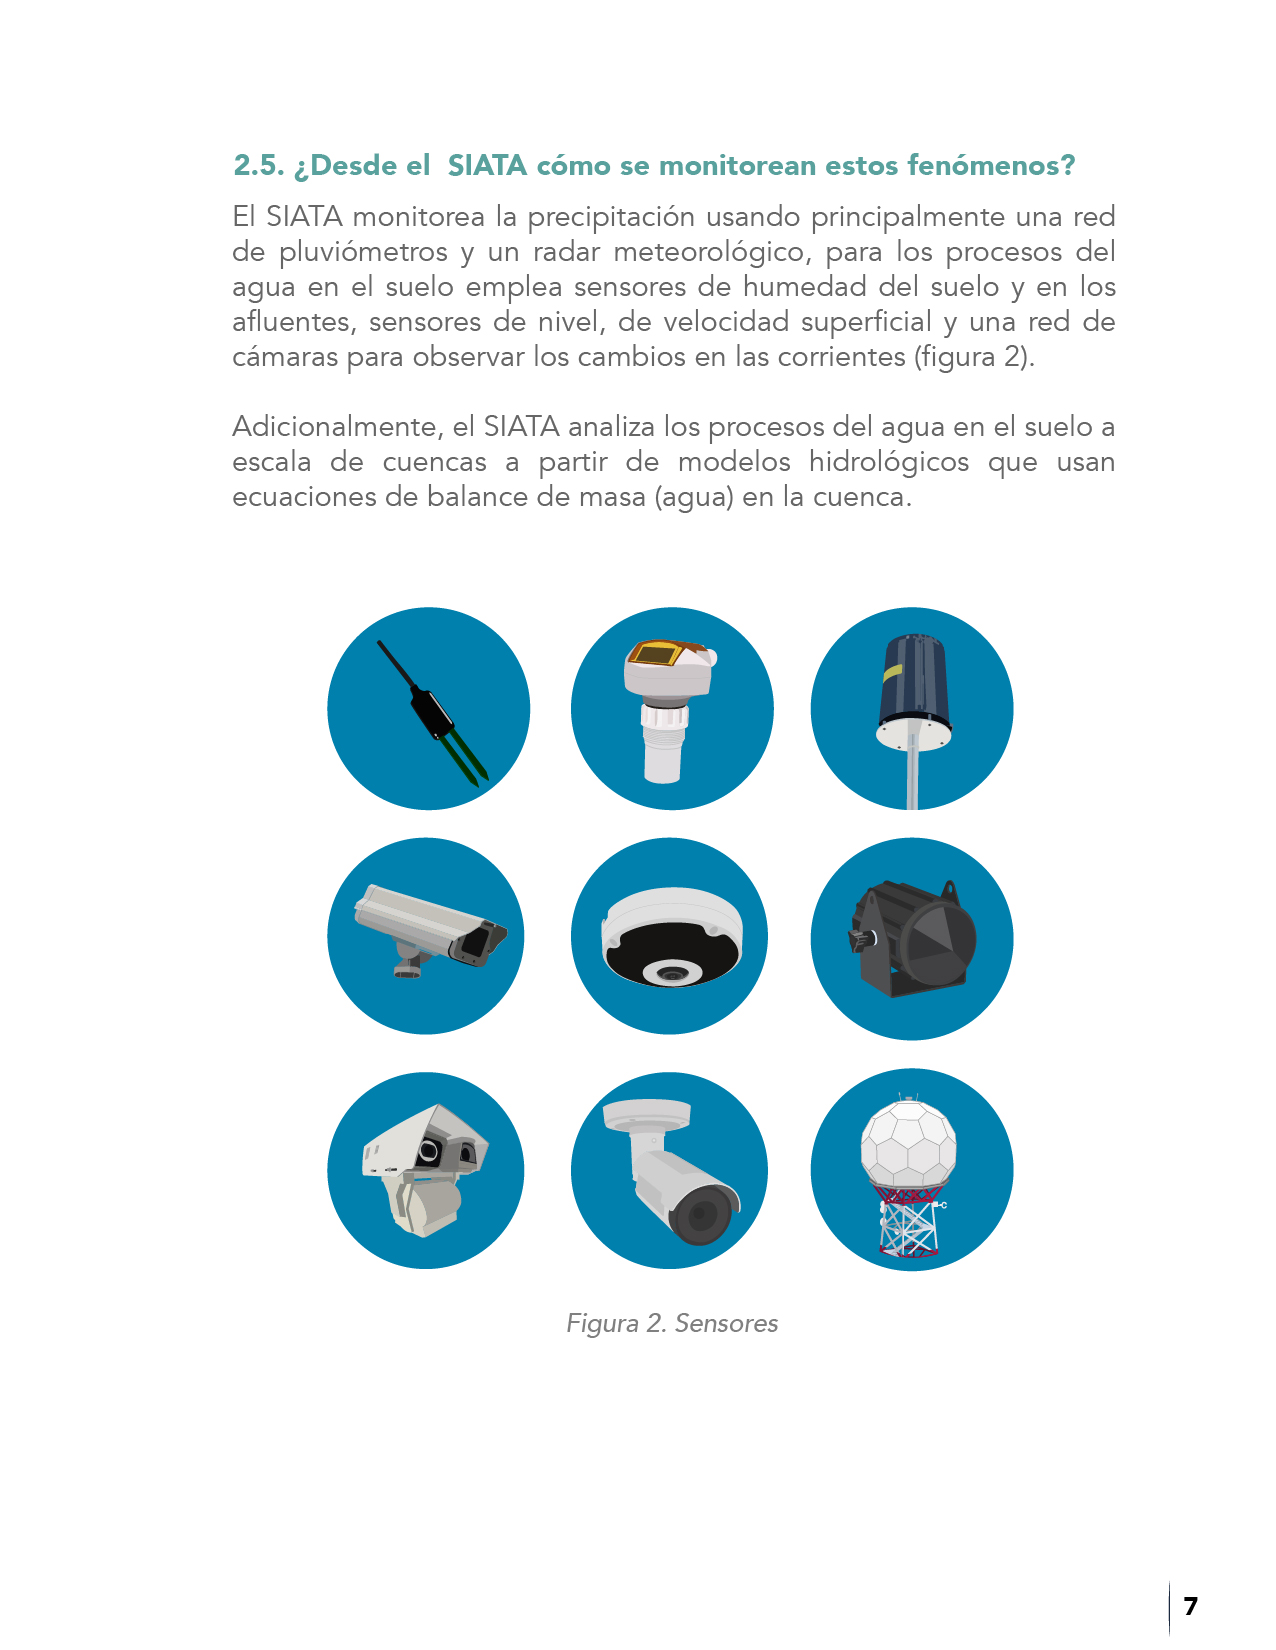 2.5. ¿Desde el  SIATA cómo se monitorean estos fenómenos?
El SIATA monitorea la precipitación usando principalmente una red
de pluviómetros y un radar meteorológico, para los procesos del
agua en el suelo emplea sensores de humedad del suelo y en los
afluentes, sensores de nivel, de velocidad superficial y una red de
cámaras para observar los cambios en las corrientes (figura 2).
Adicionalmente, el SIATA analiza los procesos del agua en el suelo a
escala de cuencas a partir de modelos hidrológicos que usan
ecuaciones de balance de masa (agua) en la cuenca.
Figura 2. Sensores
7